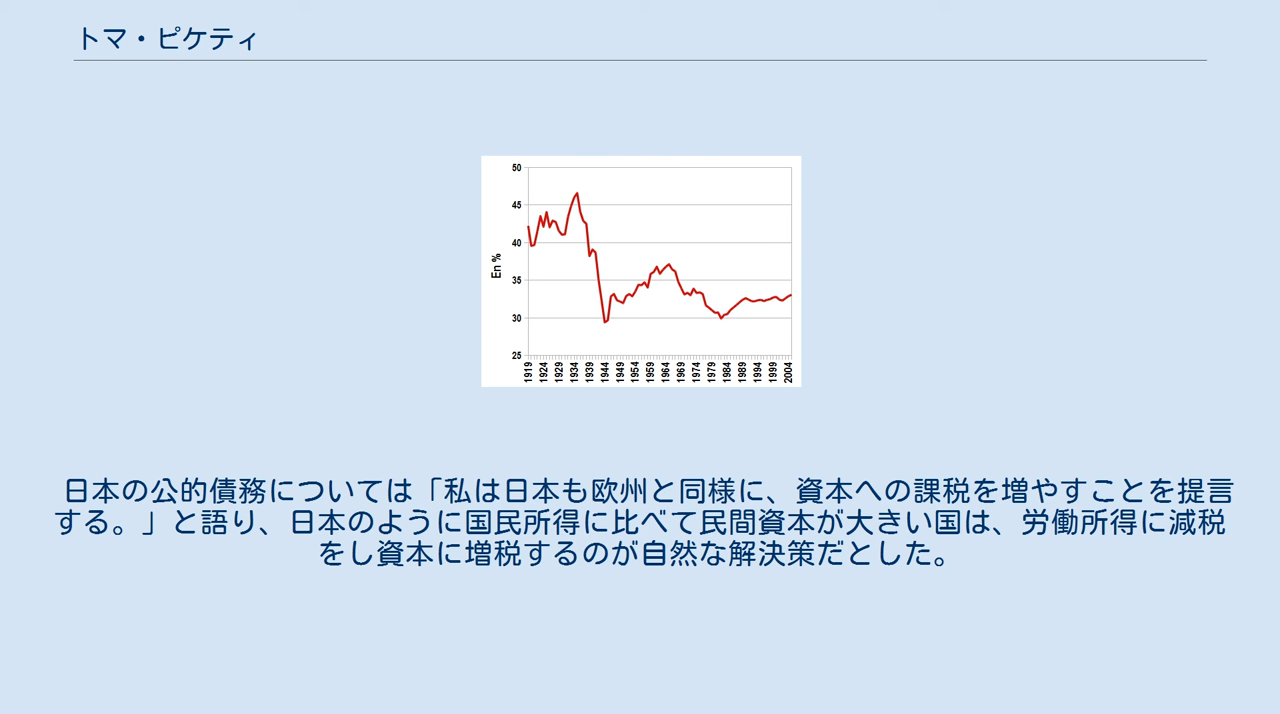 トマ・ピケティ
50
45
40
35
30
25
En %
1919 1924 1929 1934 1939 1944 1949 1954 1959 1964 1969 1974 1979 1984 1989 1994 1999 2004
日本の公的債務については「私は日本も欧州と同様に、資本への課税を増やすことを提言
する。」と語り、日本のように国民所得に比べて民間資本が大きい国は、労働所得に減税
をし資本に増税するのが自然な解決策だとした。